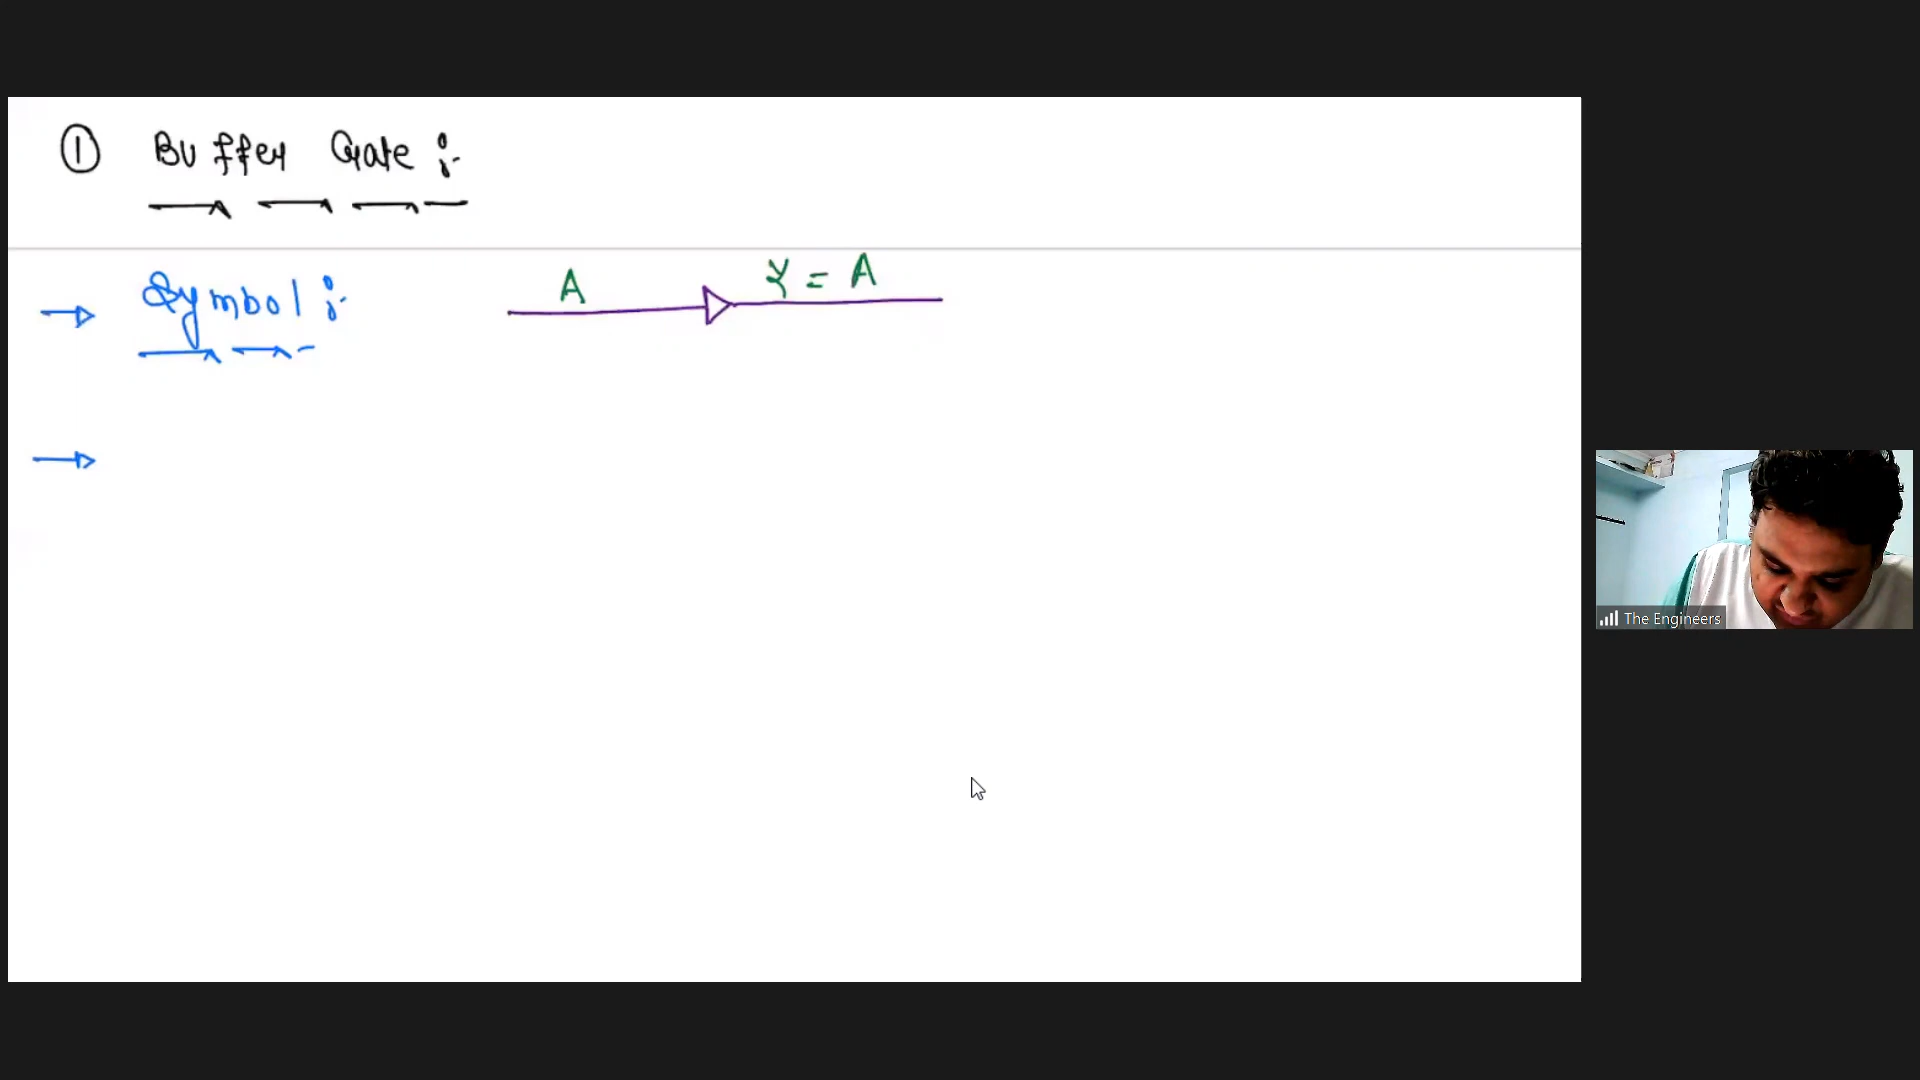 ① Buffer Gate :-
Symbol :-
A
Y = A
The Engineers